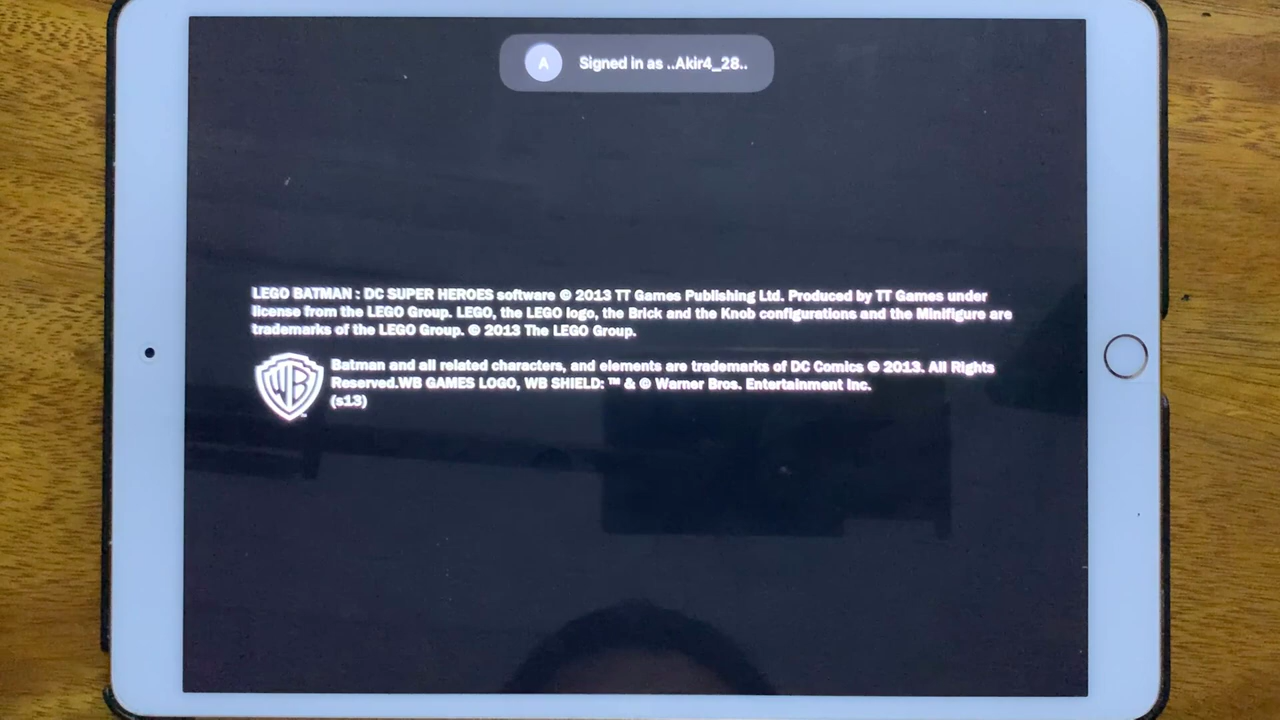 A Signed in as ..Akir4_28..
LEGO BATMAN : DC SUPER HEROES software © 2013 TT Games Publishing Ltd. Produced by TT Games under
license from the LEGO Group. LEGO, the LEGO logo, the Brick and the Knob configurations and the Minifigure are
trademarks of the LEGO Group. © 2013 The LEGO Group.
WB
Batman and all related characters, and elements are trademarks of DC Comics © 2013. All Rights
Reserved.WB GAMES LOGO, WB SHIELD: ™ & © Warner Bros. Entertainment Inc.
(s13)